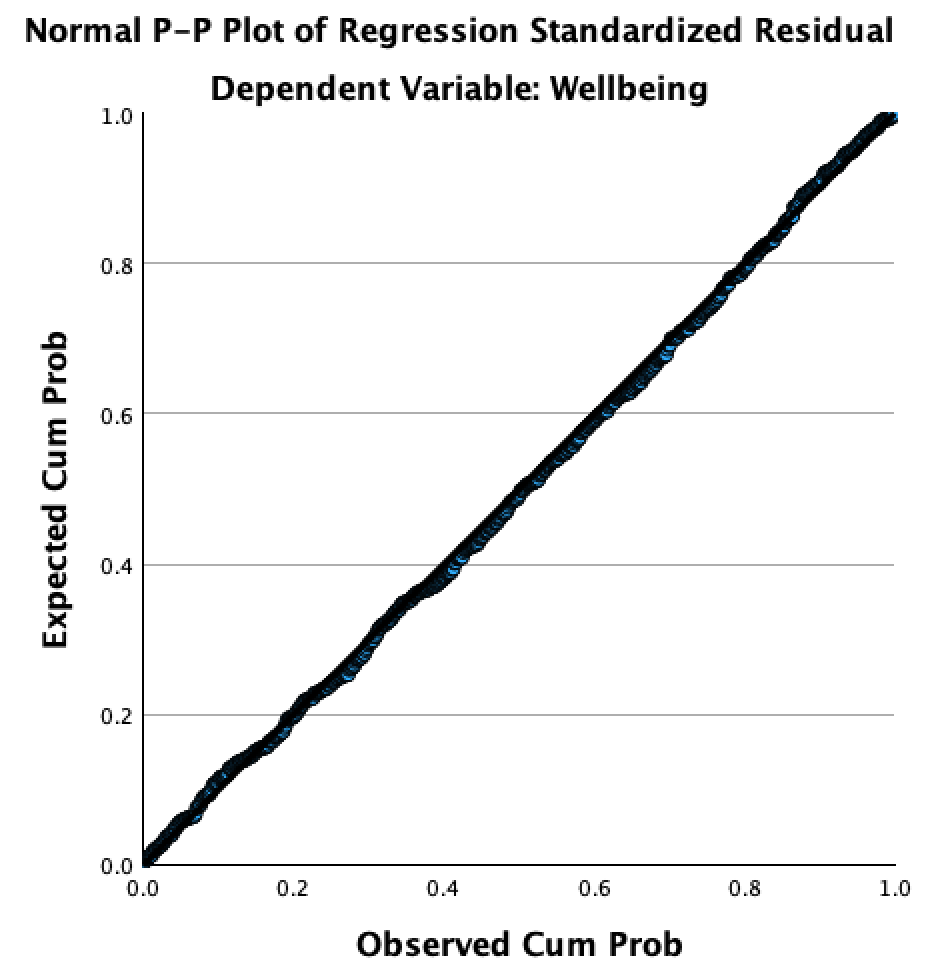 Normal P-P Plot of Regression Standardized Residual
Dependent Variable: Wellbeing
1.0
0.8
0.6
0.4
0.2
0.0
Expected Cum Prob
0.0 0.2 0.4 0.6 0.8 1.0
Observed Cum Prob